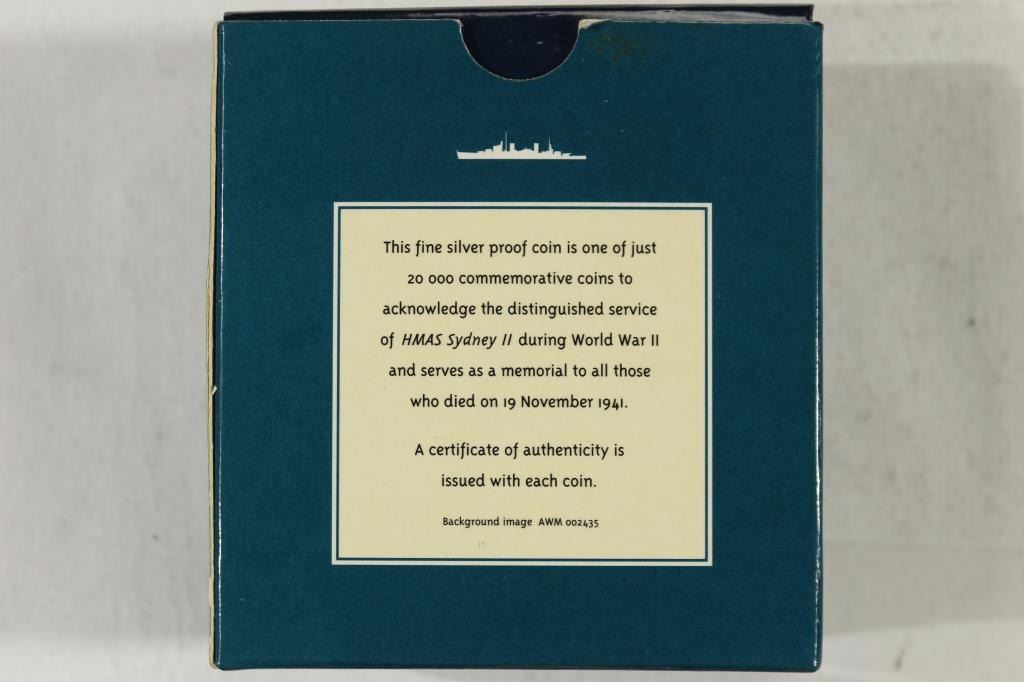 This fine silver proof coin is one of just
20 000 commemorative coins to
acknowledge the distinguished service
of HMAS Sydney II during World War II
and serves as a memorial to all those
who died on 19 November 1941.
A certificate of authenticity is
issued with each coin.
Background image AWM 002435